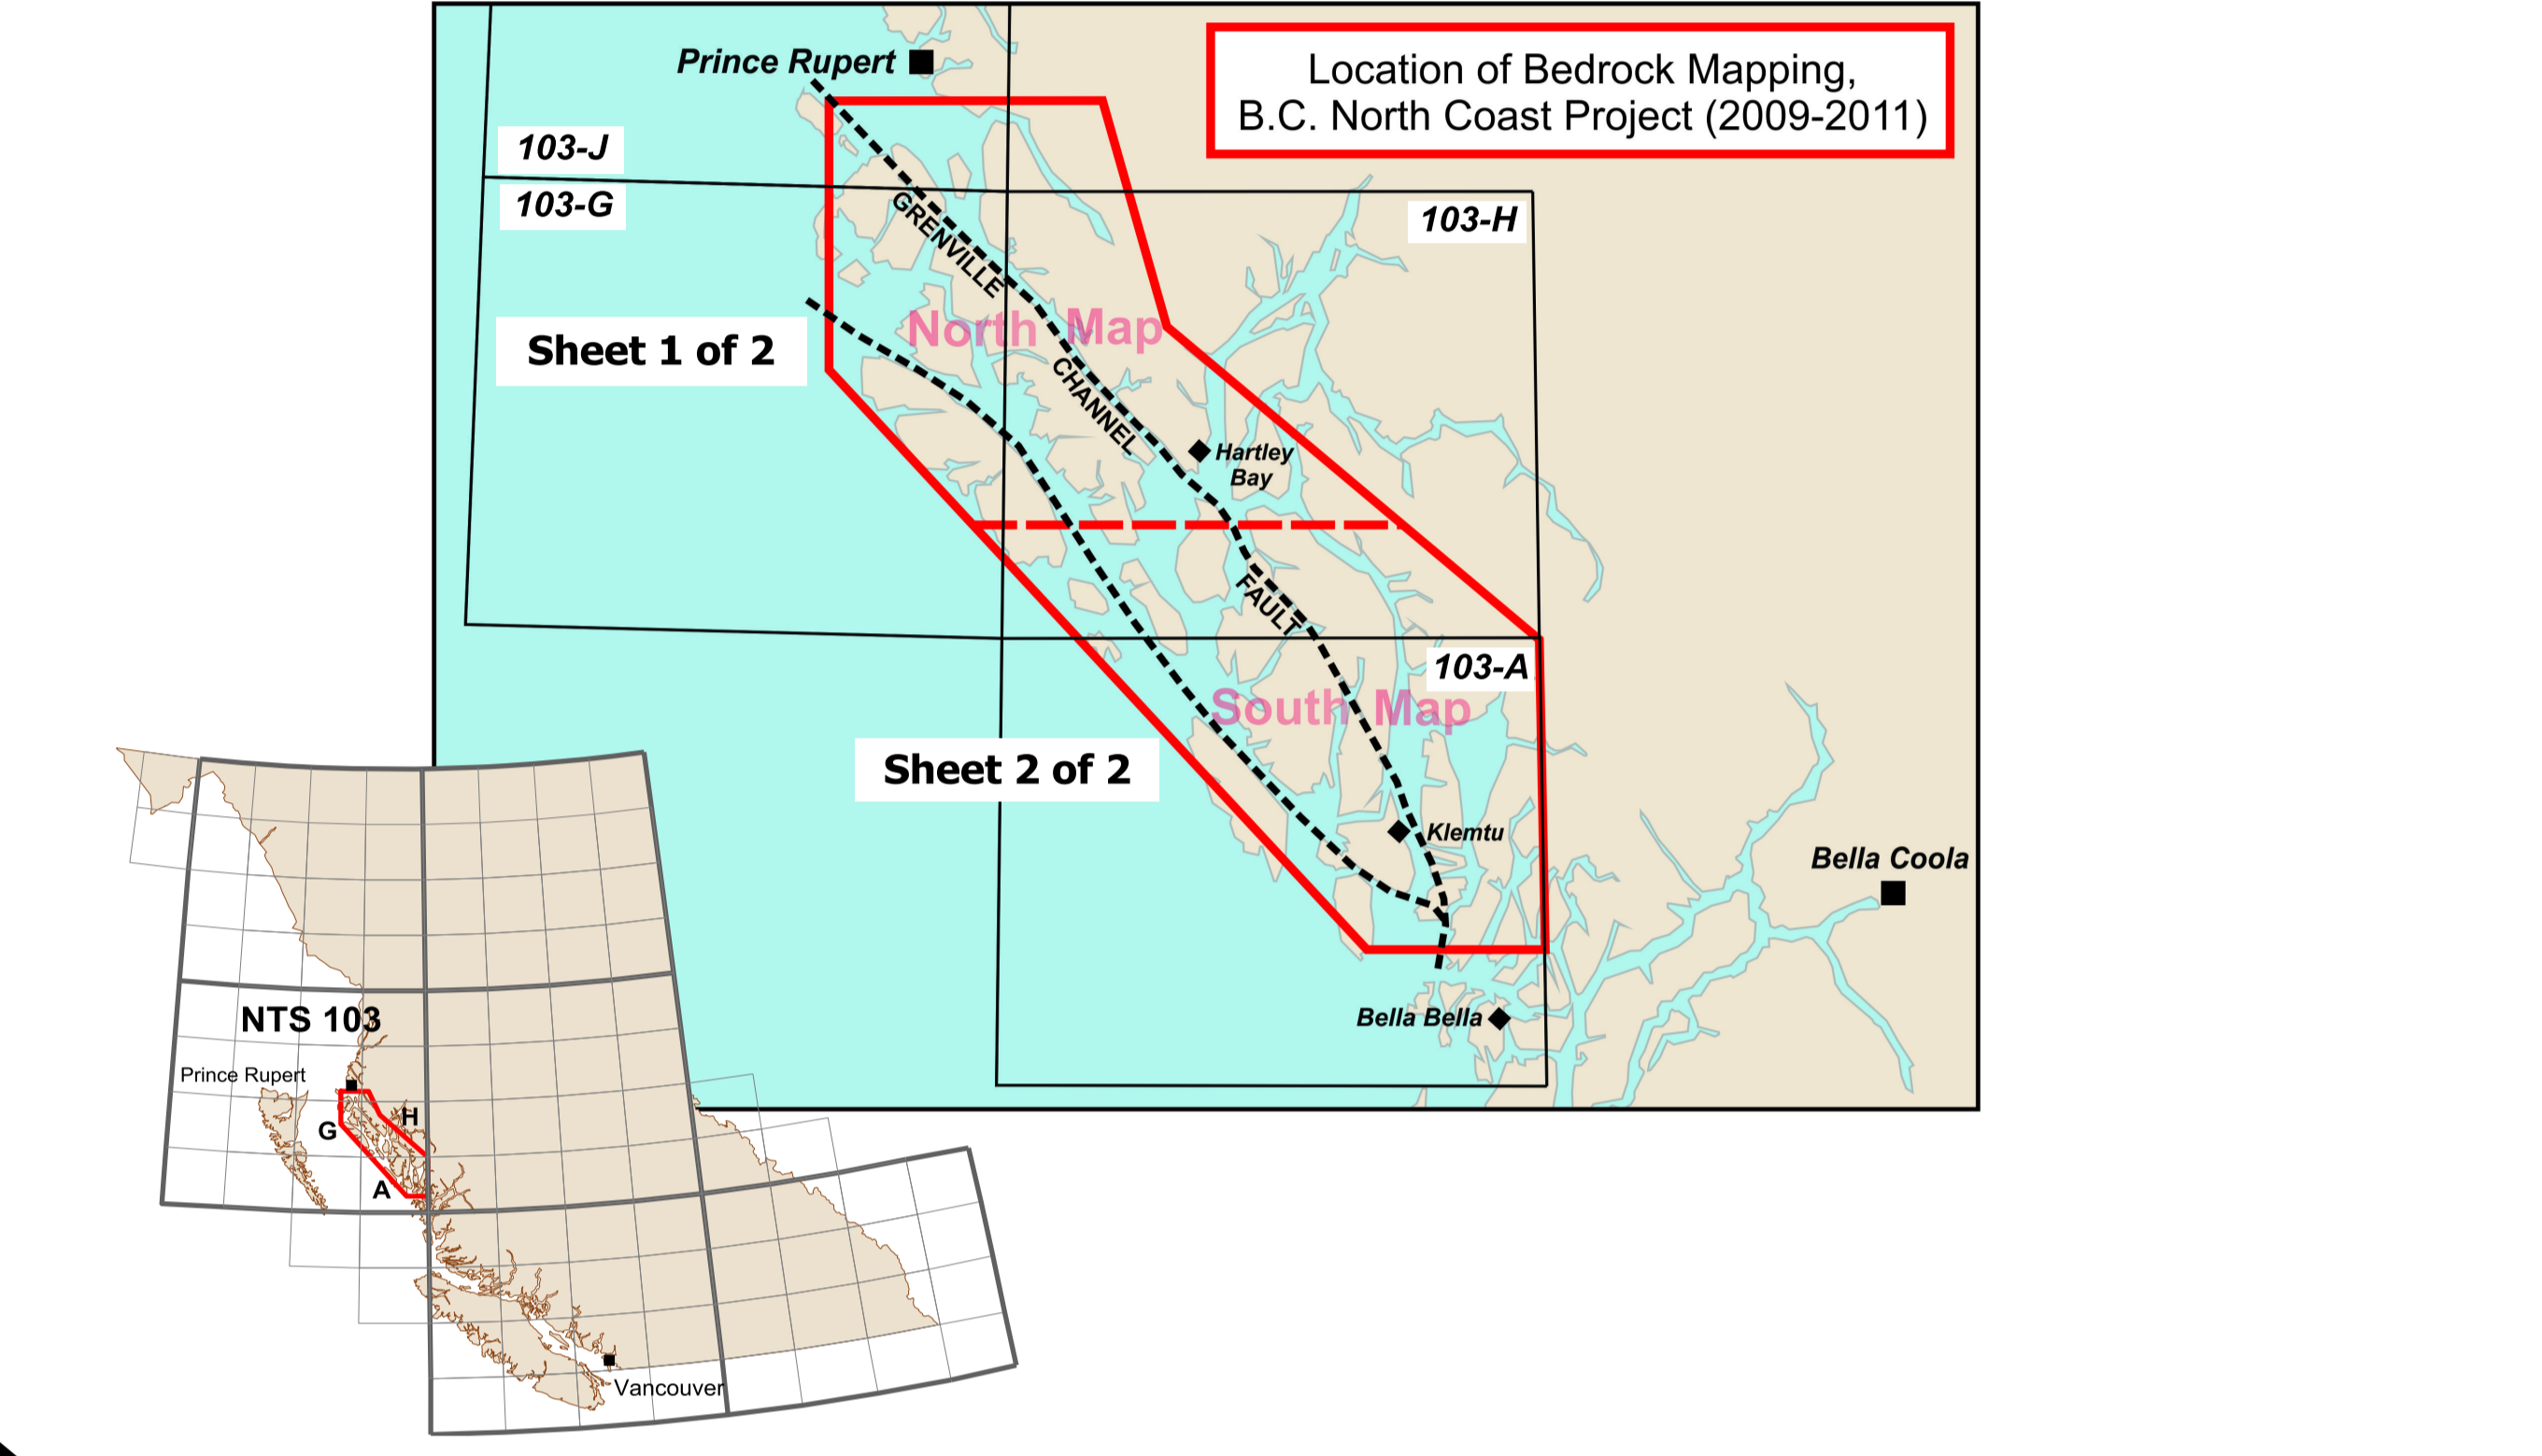 Prince Rupert
Location of Bedrock Mapping,
B.C. North Coast Project (2009-2011)
103-J
103-G
103-H
GRENVILLE
North Map
Sheet 1 of 2
CHANNEL
Hartley
Bay
FAULT
103-A
South Map
Sheet 2 of 2
Klemtu
Bella Coola
Bella Bella
NTS 103
Prince Rupert
H
G
A
Vancouver